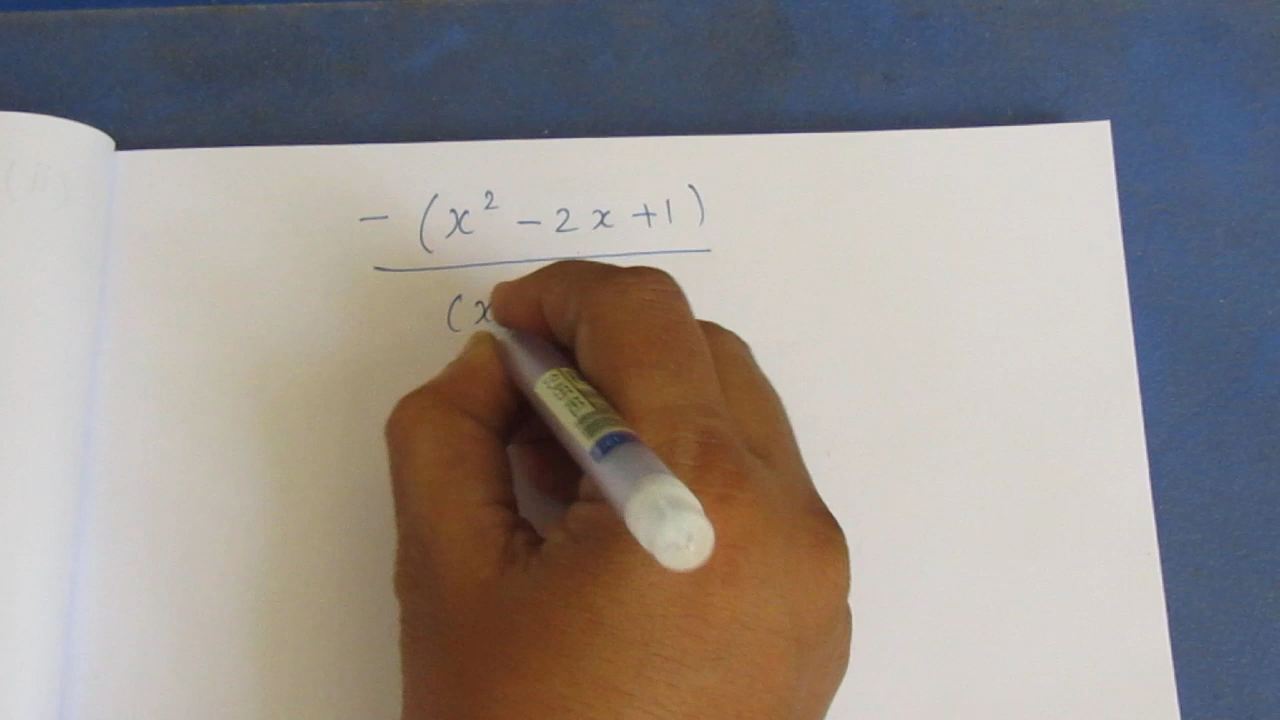 - (x² - 2x + 1)
(x